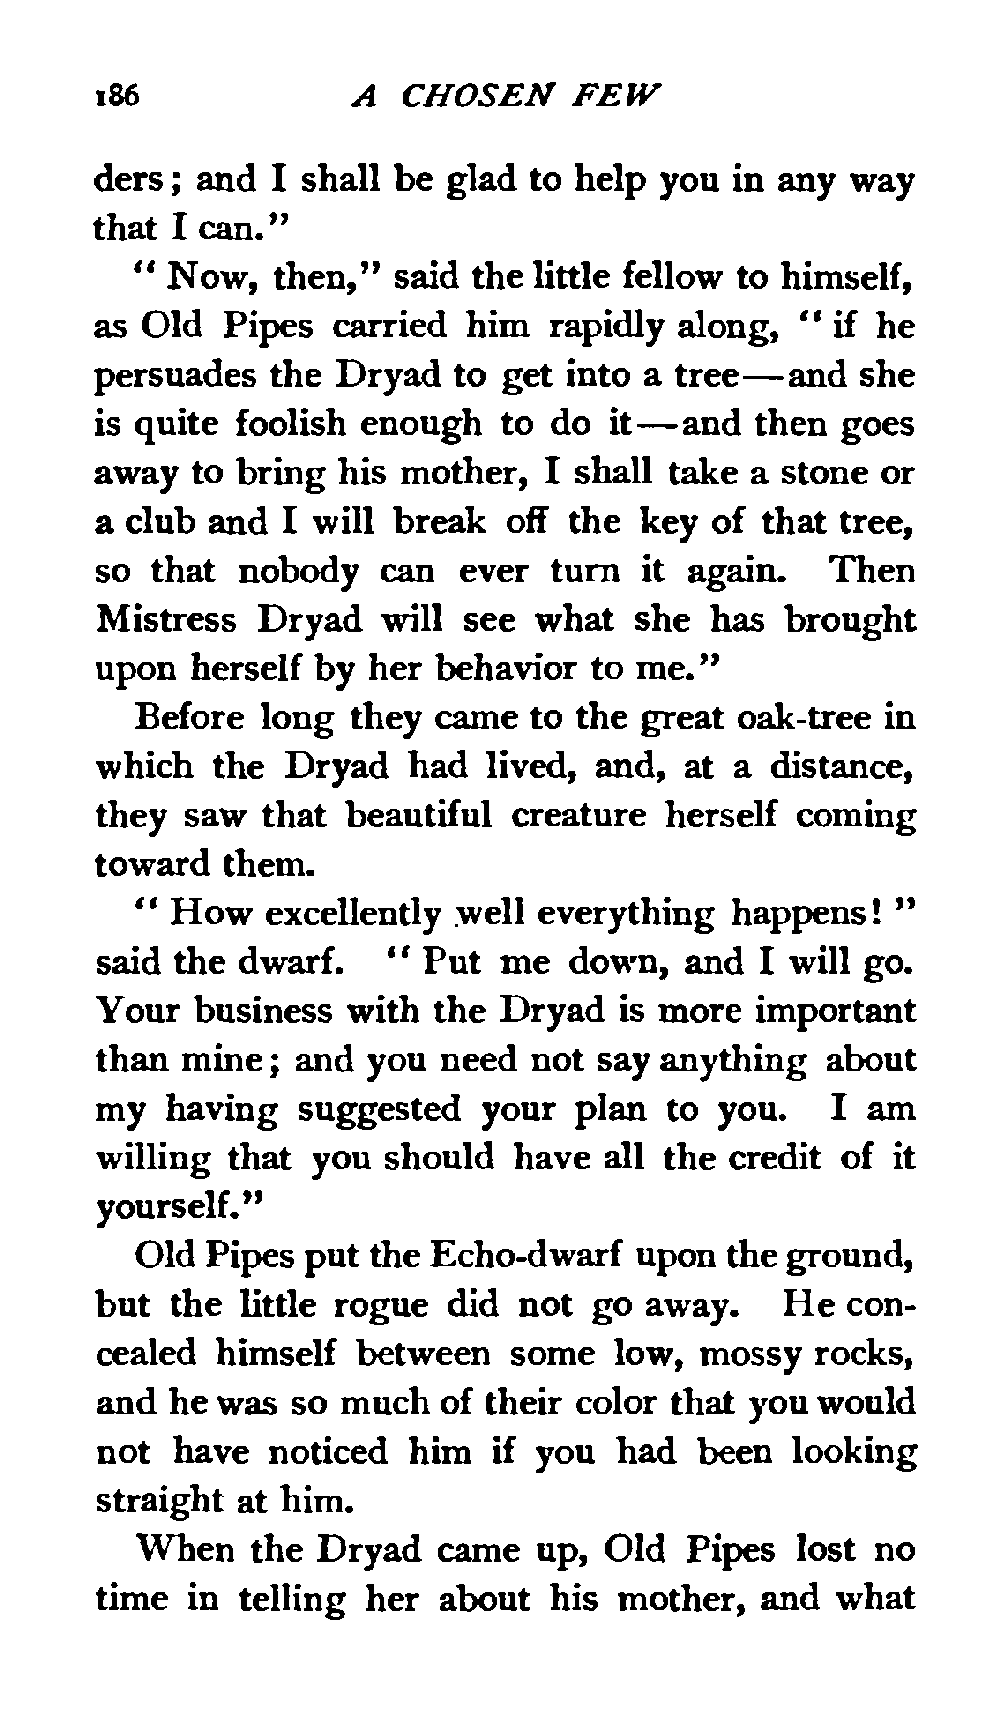 186 A CHOSEN FEW
ders; and I shall be glad to help you in any way
that I can."
" Now, then," said the little fellow to himself,
as Old Pipes carried him rapidly along, " if he
persuades the Dryad to get into a tree—and she
is quite foolish enough to do it—and then goes
away to bring his mother, I shall take a stone or
a club and I will break off the key of that tree,
so that nobody can ever turn it again. Then
Mistress Dryad will see what she has brought
upon herself by her behavior to me."
Before long they came to the great oak-tree in
which the Dryad had lived, and, at a distance,
they saw that beautiful creature herself coming
toward them.
" How excellently well everything happens! "
said the dwarf. " Put me down, and I will go.
Your business with the Dryad is more important
than mine; and you need not say anything about
my having suggested your plan to you. I am
willing that you should have all the credit of it
yourself."
Old Pipes put the Echo-dwarf upon the ground,
but the little rogue did not go away. He con-
cealed himself between some low, mossy rocks,
and he was so much of their color that you would
not have noticed him if you had been looking
straight at him.
When the Dryad came up, Old Pipes lost no
time in telling her about his mother, and what